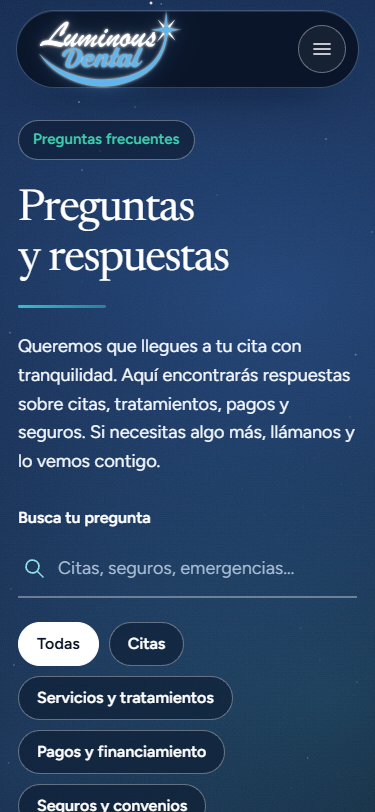 Luminous
Dental
Preguntas frecuentes
Preguntas
y respuestas
Queremos que llegues a tu cita con
tranquilidad. Aquí encontrarás respuestas
sobre citas, tratamientos, pagos y
seguros. Si necesitas algo más, llámanos y
lo vemos contigo.
Busca tu pregunta
Citas, seguros, emergencias...
Todas
Citas
Servicios y tratamientos
Pagos y financiamiento
Seguros y convenios